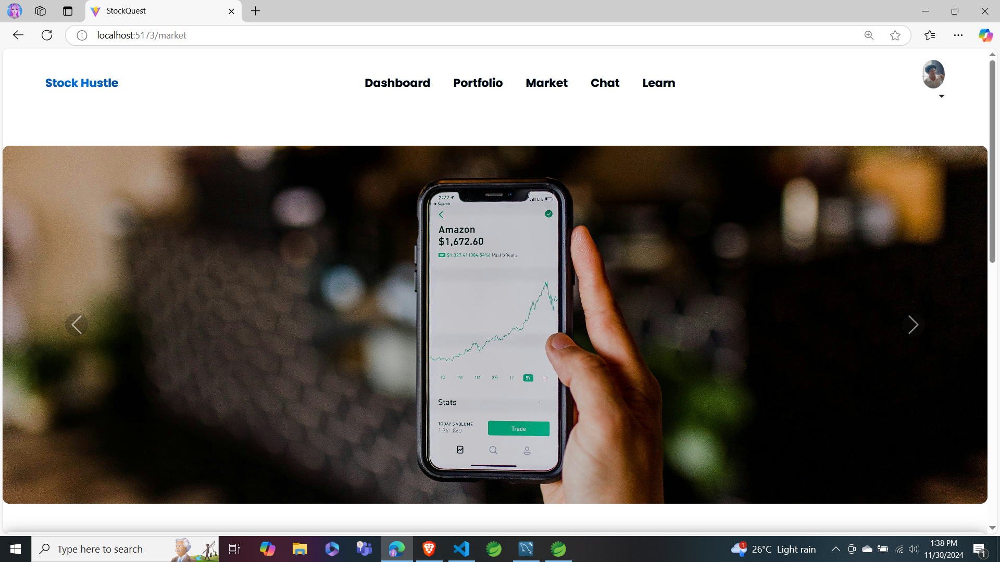 StockQuest
localhost:5173/market
Stock Hustle
Dashboard
Portfolio
Market
Chat
Learn
2:22
LTE
Search
Amazon
$1,672.60
UP $1,327.41 (384.54%) Past 5 Years
1D 1W 1M 3M 1Y 5Y
Stats
TODAY'S VOLUME
1,361,860
Trade
Type here to search
1
26°C Light rain
1:38 PM
11/30/2024
1